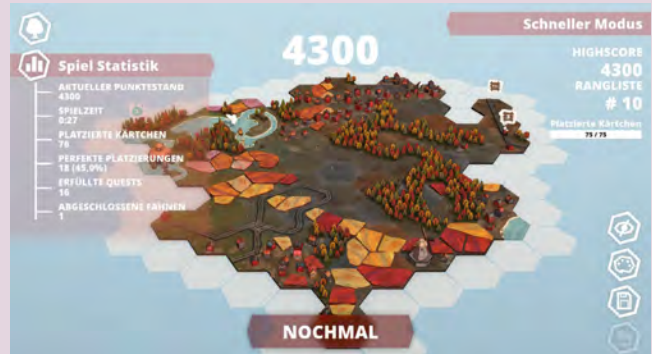 Schneller Modus
4300
HIGHSCORE
4300
RANGLISTE
# 10
Platzierte Kärtchen
75 / 75
Spiel Statistik
AKTUELLER PUNKTESTAND
4300
SPIELZEIT
0:27
PLATZIERTE KÄRTCHEN
76
PERFEKTE PLATZIERUNGEN
18 (45,0%)
ERFÜLLTE QUESTS
16
ABGESCHLOSSENE FAHNEN
1
NOCHMAL